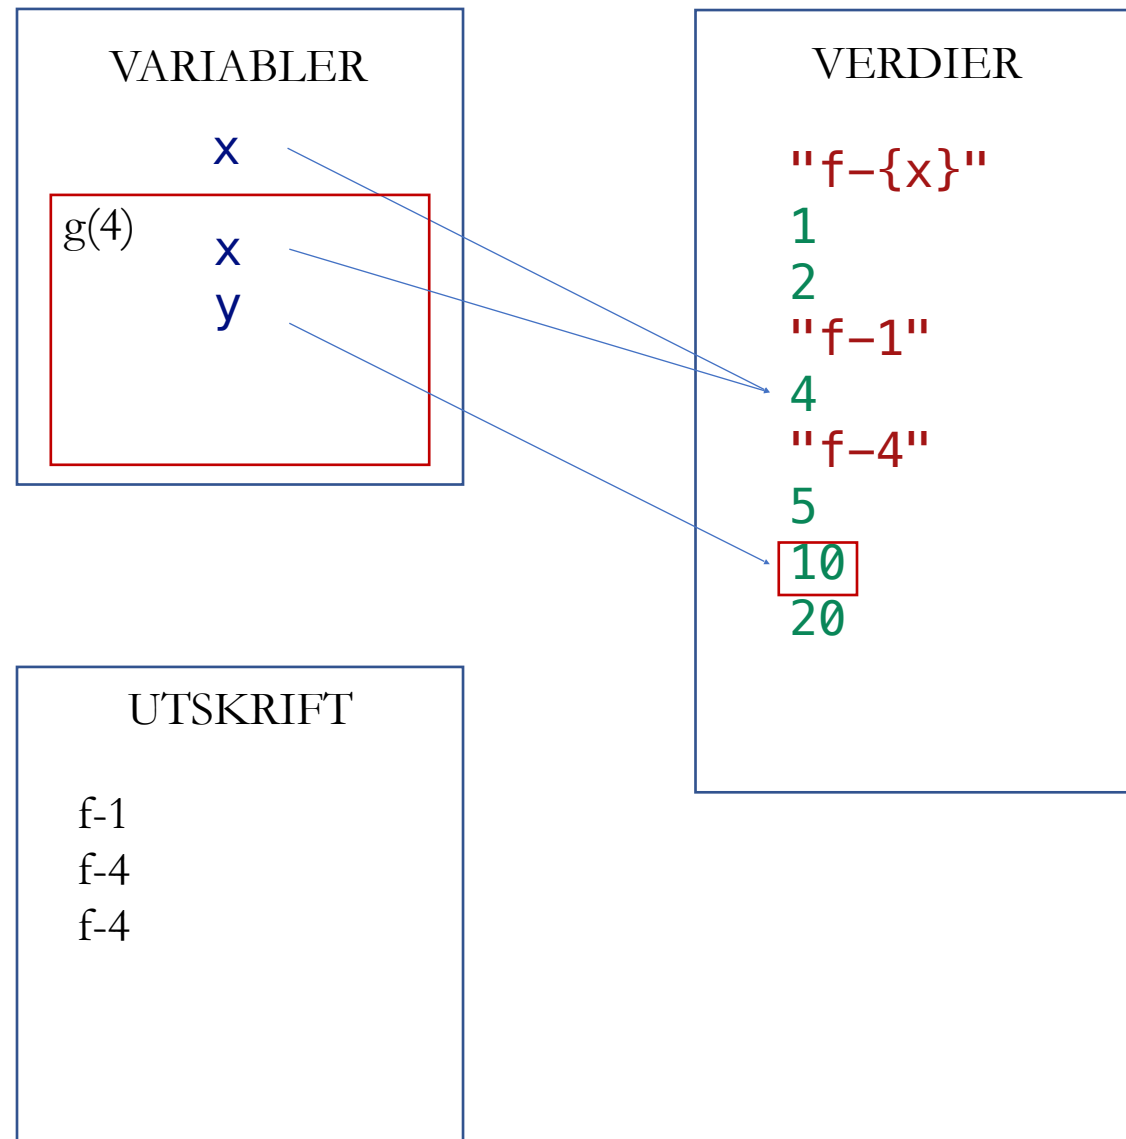 VARIABLER
x
g(4)
x
y
VERDIER
"f–{x}"
1
2
"f–1"
4
"f–4"
5
10
20
UTSKRIFT
f-1
f-4
f-4